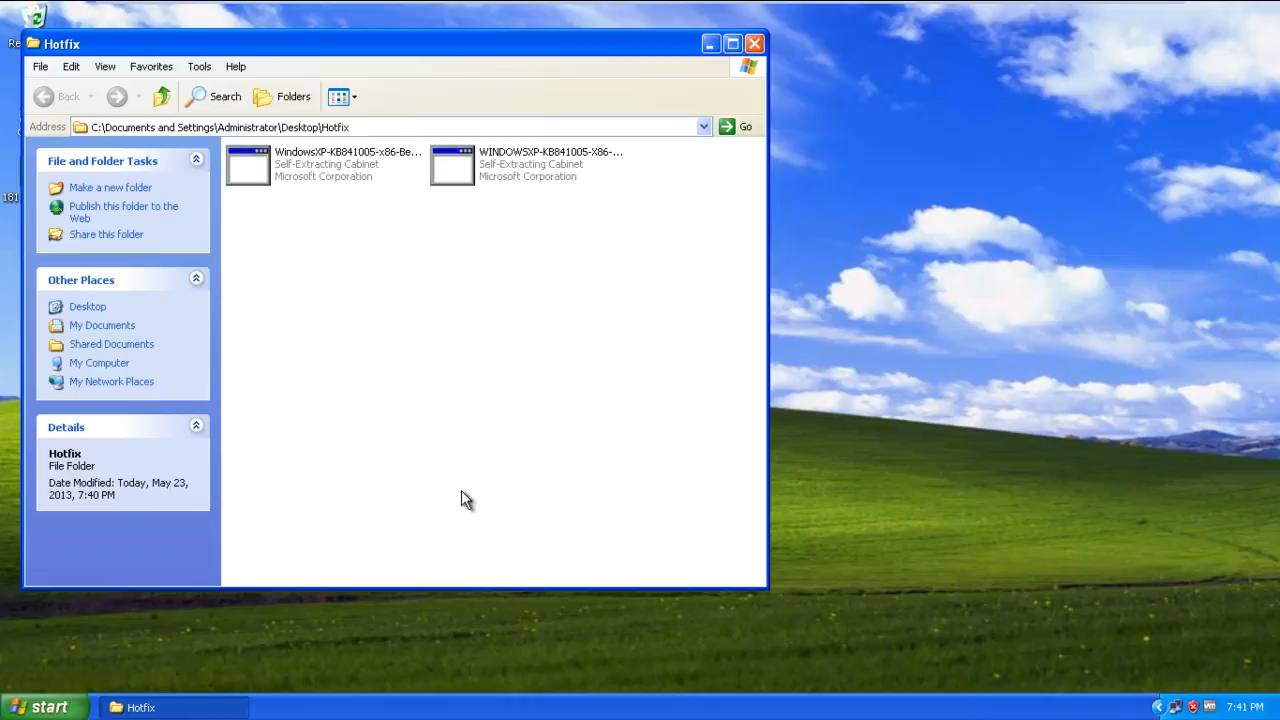 Re
Hotfix
File Edit View Favorites Tools Help
Back Search Folders
Address C:\Documents and Settings\Administrator\Desktop\Hotfix Go
181
File and Folder Tasks
Make a new folder
Publish this folder to the
Web
Share this folder
Other Places
Desktop
My Documents
Shared Documents
My Computer
My Network Places
Details
Hotfix
File Folder
Date Modified: Today, May 23,
2013, 7:40 PM
WindowsXP-KB841005-x86-Be...
Self-Extracting Cabinet
Microsoft Corporation
WINDOWSXP-KB841005-X86-...
Self-Extracting Cabinet
Microsoft Corporation
start Hotfix 7:41 PM